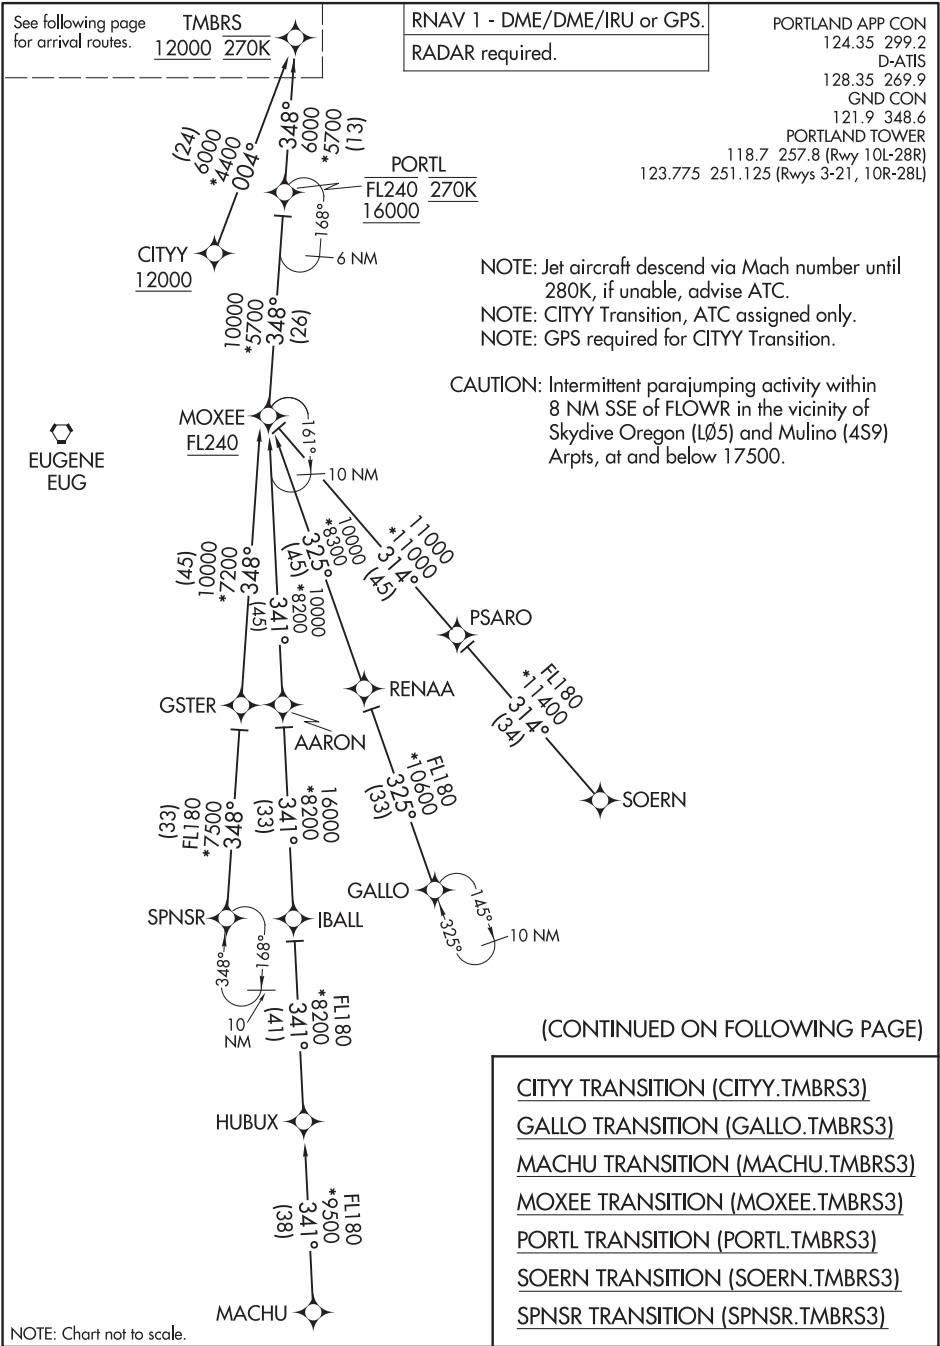 See following page
for arrival routes.
TMBRS
12000 270K
RNAV 1 - DME/DME/IRU or GPS.
RADAR required.
PORTLAND APP CON
124.35 299.2
D-ATIS
128.35 269.9
GND CON
121.9 348.6
PORTLAND TOWER
118.7 257.8 (Rwy 10L-28R)
123.775 251.125 (Rwys 3-21, 10R-28L)
004°
6000
*4400
(24)
348°
6000
*5700
(13)
PORTL
FL240 270K
16000
168°
6 NM
CITYY
12000
NOTE: Jet aircraft descend via Mach number until
280K, if unable, advise ATC.
NOTE: CITYY Transition, ATC assigned only.
NOTE: GPS required for CITYY Transition.
10000
*5700
348°
(26)
CAUTION: Intermittent parajumping activity within
8 NM SSE of FLOWR in the vicinity of
Skydive Oregon (LØ5) and Mulino (4S9)
Arpts, at and below 17500.
MOXEE
FL240
161°
10 NM
EUGENE
EUG
(45)
10000
*7200
348°
10000
*8200
341°
(45)
10000
*8300
325°
(45)
11000
*11000
314°
(45)
PSARO
FL180
*11400
314°
(34)
SOERN
GSTER
AARON
RENAA
(33)
FL180
*7500
348°
16000
*8200
341°
(33)
FL180
*10600
325°
(33)
GALLO
145°
325°
10 NM
SPNSR
IBALL
348°
168°
10
NM
FL180
*8200
341°
(41)
(CONTINUED ON FOLLOWING PAGE)
HUBUX
FL180
*9500
341°
(38)
MACHU
CITYY TRANSITION (CITYY.TMBRS3)
GALLO TRANSITION (GALLO.TMBRS3)
MACHU TRANSITION (MACHU.TMBRS3)
MOXEE TRANSITION (MOXEE.TMBRS3)
PORTL TRANSITION (PORTL.TMBRS3)
SOERN TRANSITION (SOERN.TMBRS3)
SPNSR TRANSITION (SPNSR.TMBRS3)
NOTE: Chart not to scale.